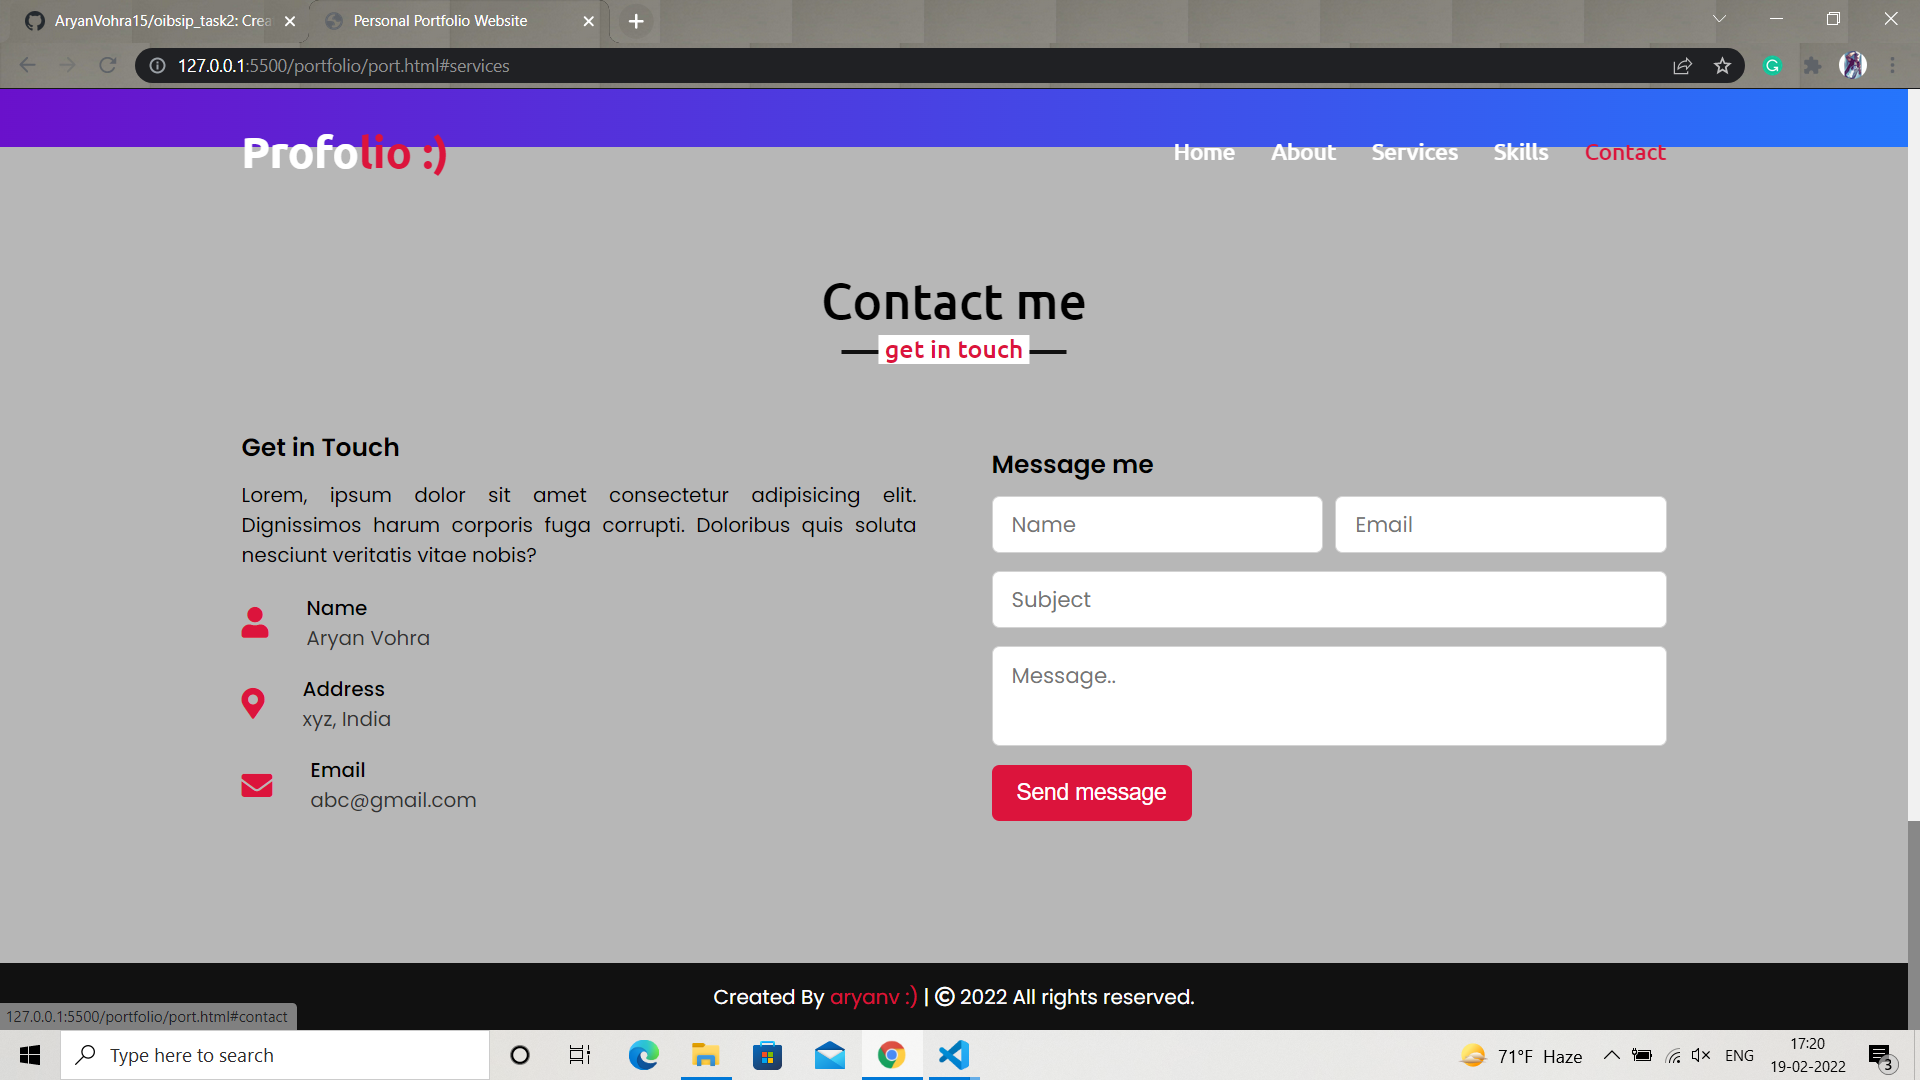 AryanVohra15/oibsip_task2: Crea
Personal Portfolio Website
127.0.0.1:5500/portfolio/port.html#services
Profolio :)
Home About Services Skills Contact
Contact me
get in touch
Get in Touch
Lorem, ipsum dolor sit amet consectetur adipisicing elit.
Dignissimos harum corporis fuga corrupti. Doloribus quis soluta
nesciunt veritatis vitae nobis?
Name
Aryan Vohra
Address
xyz, India
Email
abc@gmail.com
Message me
Name
Email
Subject
Message..
Send message
Created By aryanv :) | © 2022 All rights reserved.
127.0.0.1:5500/portfolio/port.html#contact
Type here to search
71°F Haze
ENG
17:20
19-02-2022
3